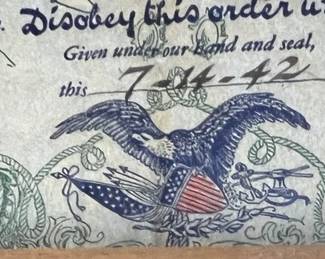 Disobey this order u
Given under our hand and seal,
this 7-14-42